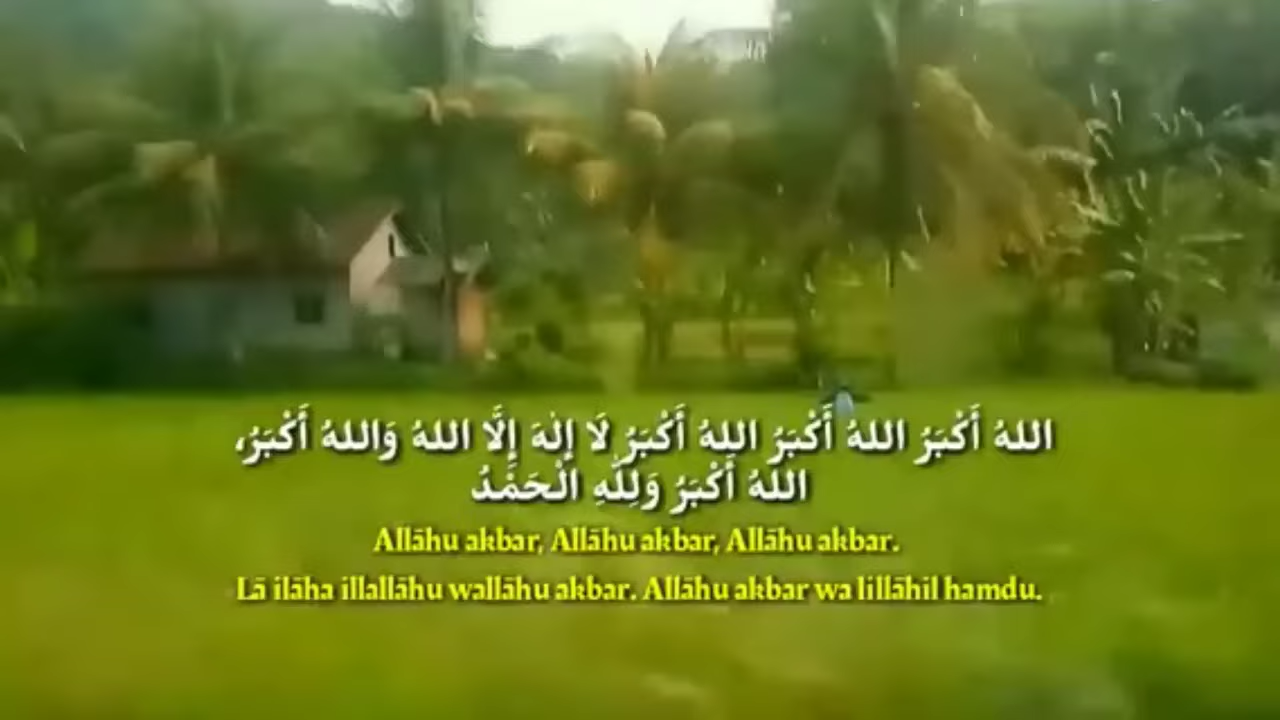 اللهُ أَكْبَرُ اللهُ أَكْبَرُ اللهُ أَكْبَرُ لَا إِلٰهَ إِلَّا اللهُ وَاللهُ أَكْبَرُ،
اللهُ أَكْبَرُ وَلِلّٰهِ الْحَمْدُ
Allāhu akbar, Allāhu akbar, Allāhu akbar.
Lā ilāha illallāhu wallāhu akbar. Allāhu akbar wa lillāhil hamdu.